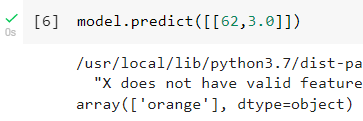 [6] model.predict([[62,3.0]])
0s
/usr/local/lib/python3.7/dist-pa
"X does not have valid feature
array(['orange'], dtype=object)